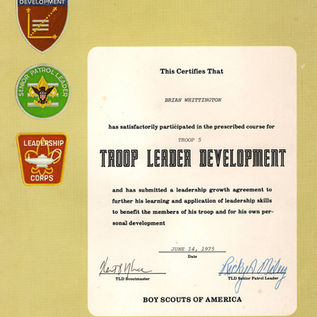 DEVELOPMENT
SENIOR PATROL LEADER
LEADERSHIP
CORPS
This Certifies That
BRIAN WHITTINGTON
has satisfactorily participated in the prescribed course for
TROOP 5
TROOP LEADER DEVELOPMENT
and has submitted a leadership growth agreement to
further his learning and application of leadership skills
to benefit the members of his troop and for his own per-
sonal development
JUNE 14, 1975
Date
TLD Scoutmaster
TLD Senior Patrol Leader
BOY SCOUTS OF AMERICA